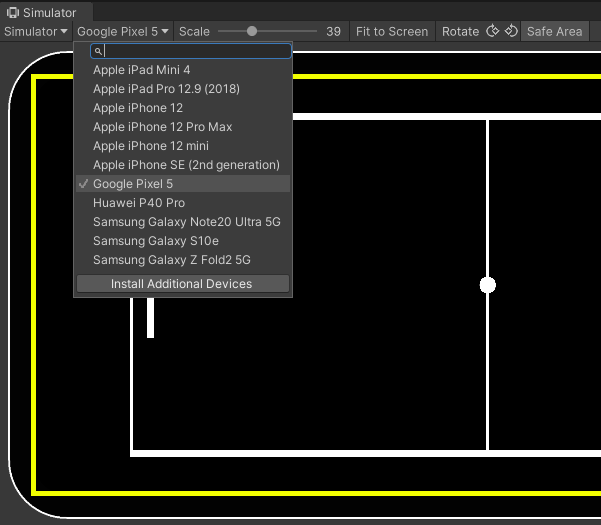 Simulator
Simulator Google Pixel 5 Scale 39 Fit to Screen Rotate Safe Area
Apple iPad Mini 4
Apple iPad Pro 12.9 (2018)
Apple iPhone 12
Apple iPhone 12 Pro Max
Apple iPhone 12 mini
Apple iPhone SE (2nd generation)
Google Pixel 5
Huawei P40 Pro
Samsung Galaxy Note20 Ultra 5G
Samsung Galaxy S10e
Samsung Galaxy Z Fold2 5G
Install Additional Devices